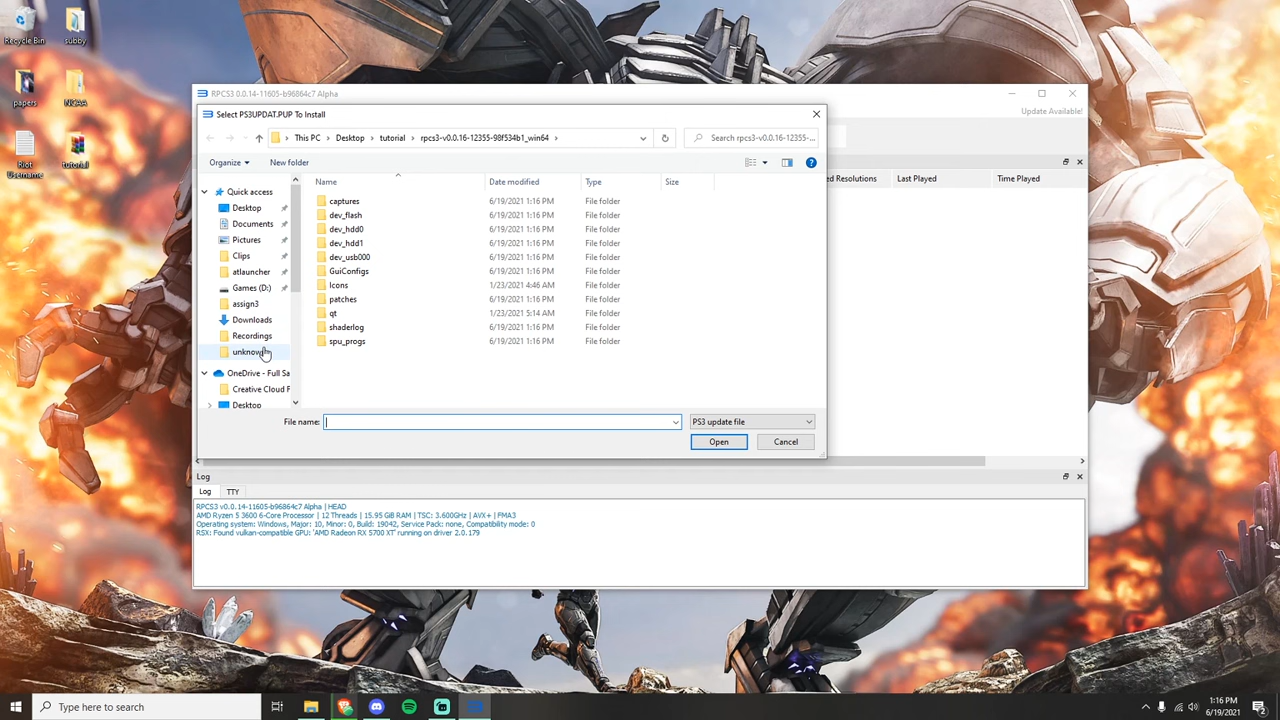 Recycle Bin
subby
papers
NCAA
Riot
Username
tutorial
RPCS3 0.0.14-11605-b96864c7 Alpha
Update Available!
Select PS3UPDAT.PUP To Install
This PC > Desktop > tutorial > rpcs3-v0.0.16-12355-98f534b1_win64 >
Search rpcs3-v0.0.16-12355-...
Organize
New folder
ed Resolutions Last Played Time Played
Name Date modified Type Size
Quick access
Desktop
Documents
Pictures
Clips
atlauncher
Games (D:)
assign3
Downloads
Recordings
OneDrive - Full Sa
Creative Cloud F
Desktop
captures 6/19/2021 1:16 PM File folder
dev_flash 6/19/2021 1:16 PM File folder
dev_hdd0 6/19/2021 1:16 PM File folder
dev_hdd1 6/19/2021 1:16 PM File folder
dev_usb000 6/19/2021 1:16 PM File folder
GuiConfigs 6/19/2021 1:16 PM File folder
Icons 1/23/2021 4:46 AM File folder
patches 6/19/2021 1:16 PM File folder
qt 1/23/2021 5:14 AM File folder
shaderlog 6/19/2021 1:16 PM File folder
spu_progs 6/19/2021 1:16 PM File folder
File name:
PS3 update file
Open
Cancel
Log
Log TTY
RPCS3 v0.0.14-11605-b96864c7 Alpha | HEAD
AMD Ryzen 5 3600 6-Core Processor | 12 Threads | 15.95 GiB RAM | TSC: 3.600GHz | AVX+ | FMA3
Operating system: Windows, Major: 10, Minor: 0, Build: 19042, Service Pack: none, Compatibility mode: 0
RSX: Found vulkan-compatible GPU: 'AMD Radeon RX 5700 XT' running on driver 2.0.179
Type here to search
1:16 PM
6/19/2021
2